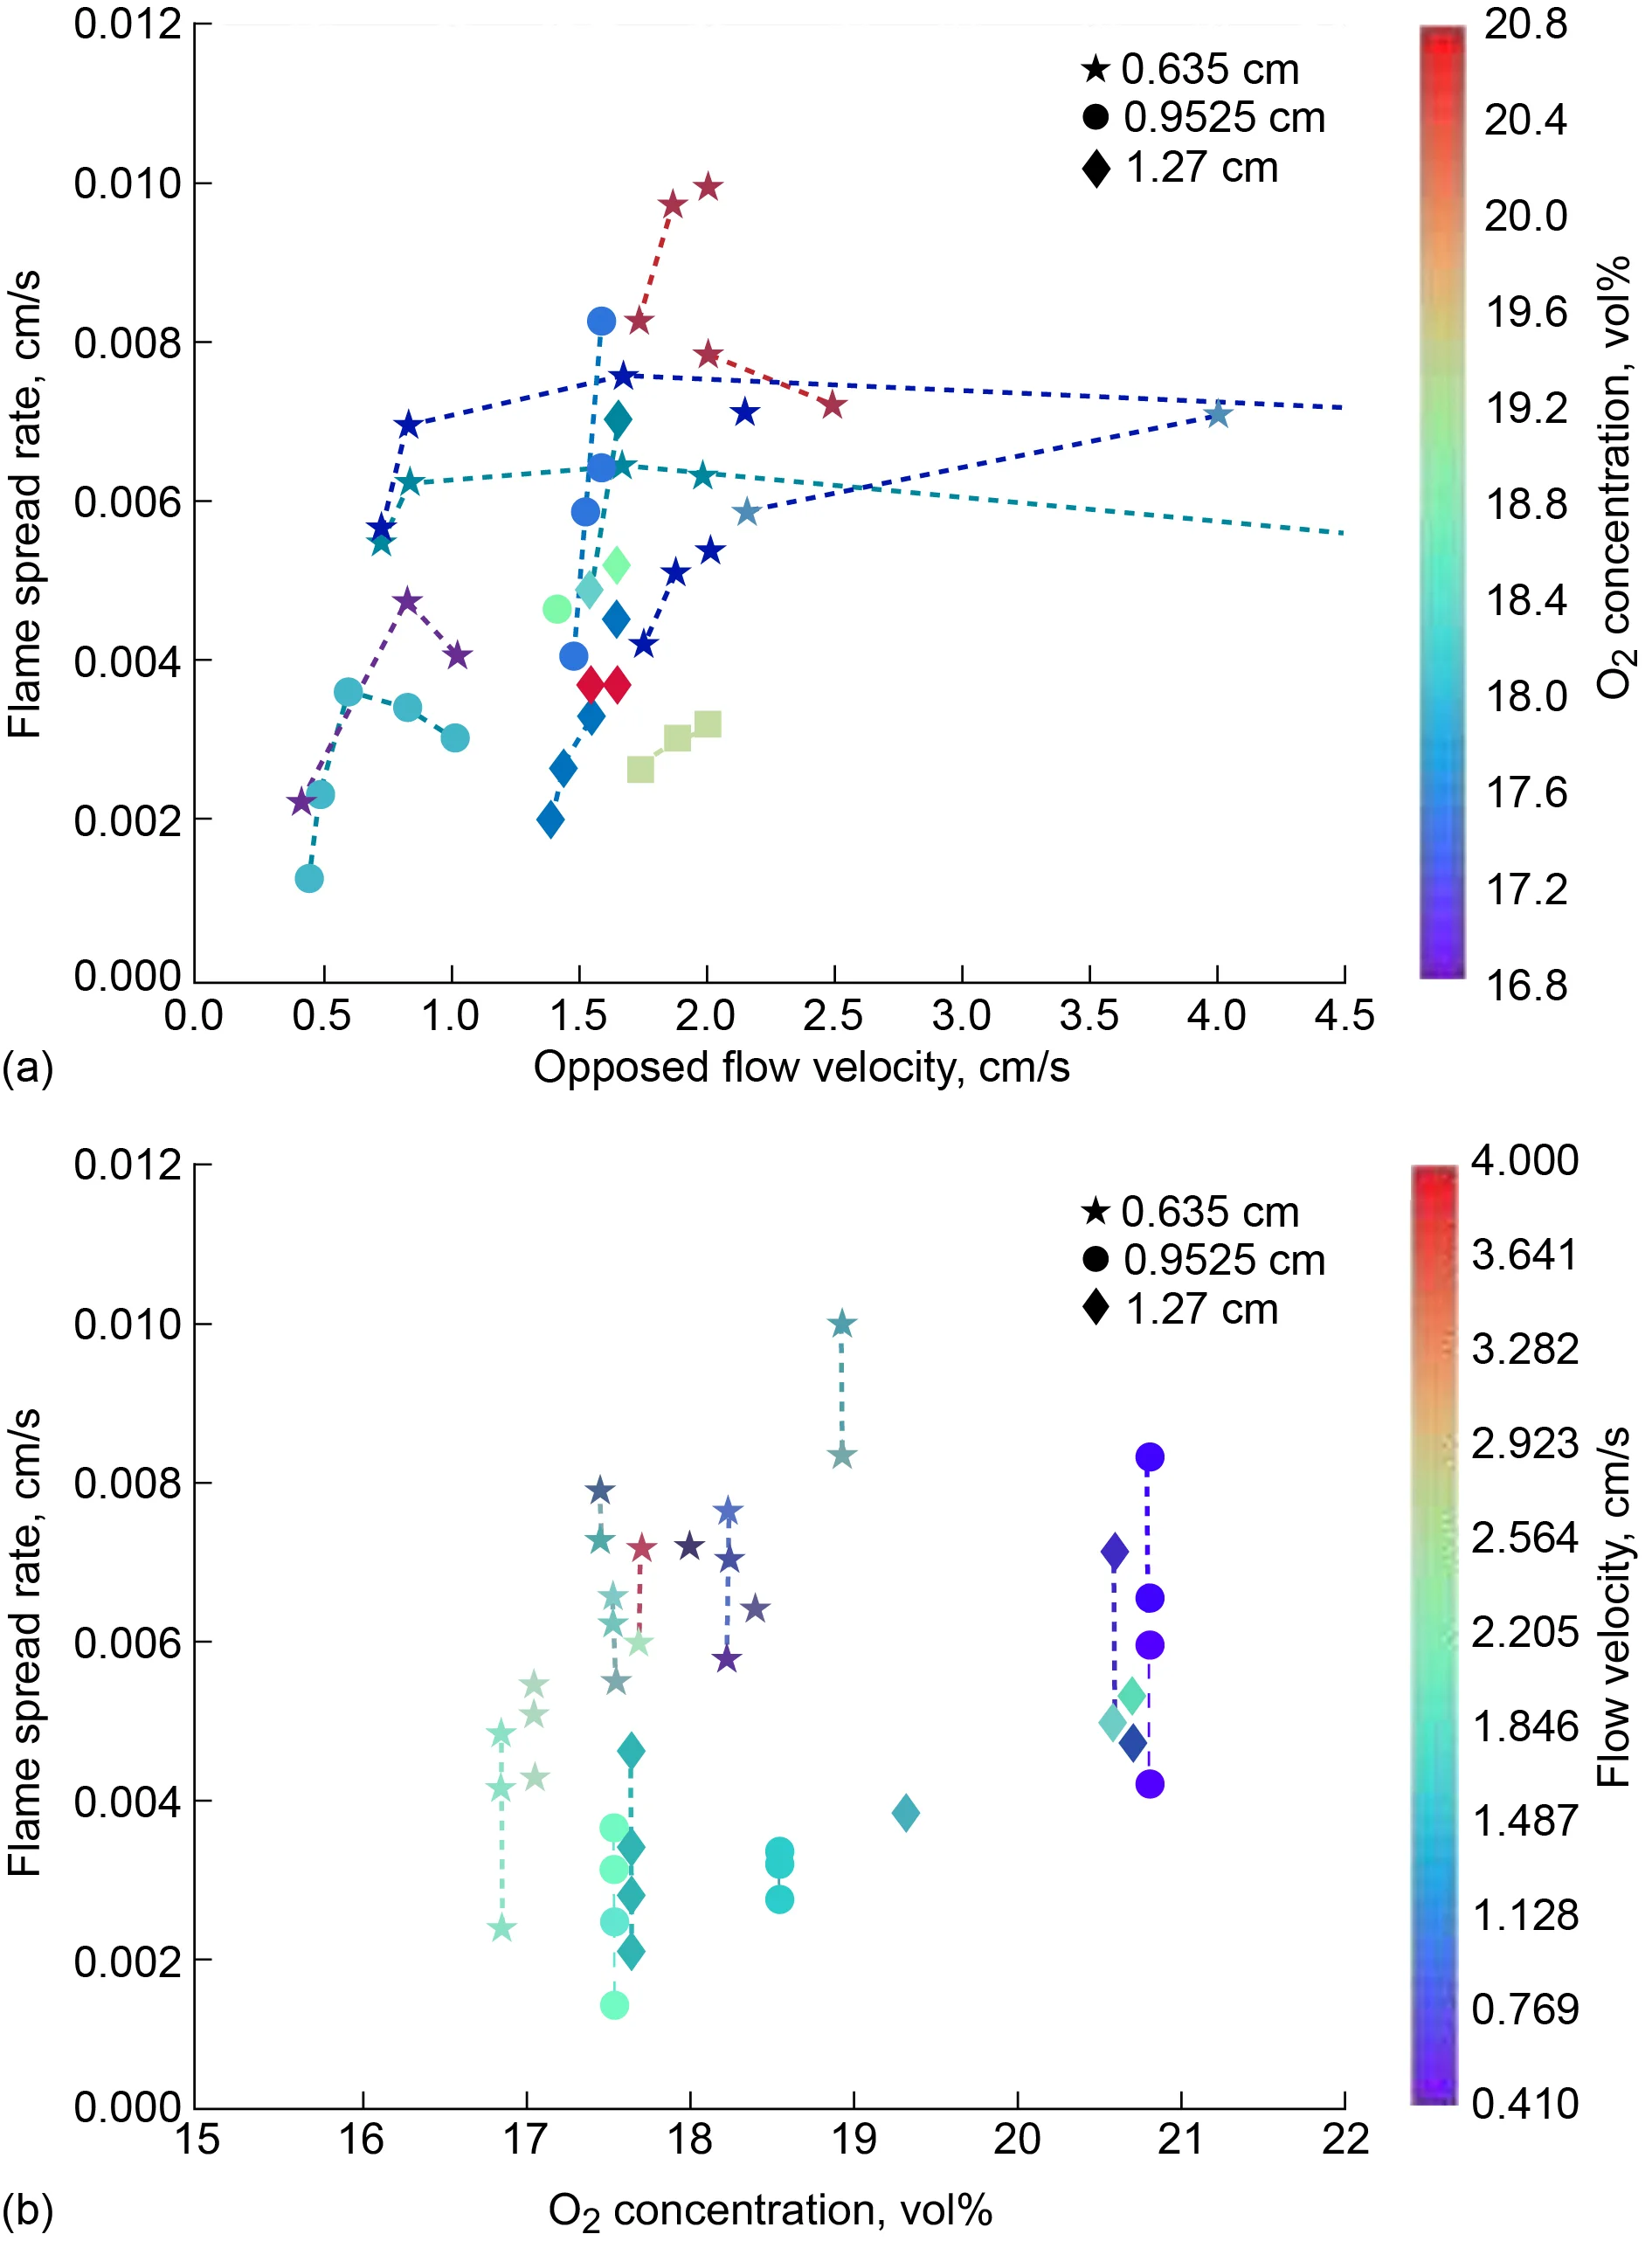 0.012
0.010
0.008
0.006
0.004
0.002
0.000
Flame spread rate, cm/s
0.0 0.5 1.0 1.5 2.0 2.5 3.0 3.5 4.0 4.5
Opposed flow velocity, cm/s
(a)
0.635 cm
0.9525 cm
1.27 cm
20.8
20.4
20.0
19.6
19.2
18.8
18.4
18.0
17.6
17.2
16.8
O2 concentration, vol%
0.012
0.010
0.008
0.006
0.004
0.002
0.000
Flame spread rate, cm/s
15 16 17 18 19 20 21 22
O2 concentration, vol%
(b)
0.635 cm
0.9525 cm
1.27 cm
4.000
3.641
3.282
2.923
2.564
2.205
1.846
1.487
1.128
0.769
0.410
Flow velocity, cm/s